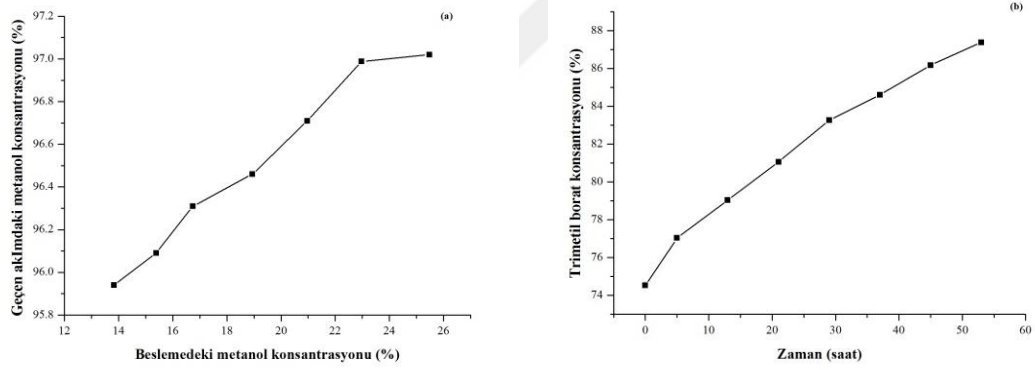 (a)
97.2
97.0
96.8
96.6
96.4
96.2
96.0
95.8
12 14 16 18 20 22 24 26
Geçen akImdaki metanol konsantrasyonu (%)
Beslemedeki metanol konsantrasyonu (%)
(b)
88
86
84
82
80
78
76
74
0 10 20 30 40 50 60
Trimetil borat konsantrasyonu (%)
Zaman (saat)